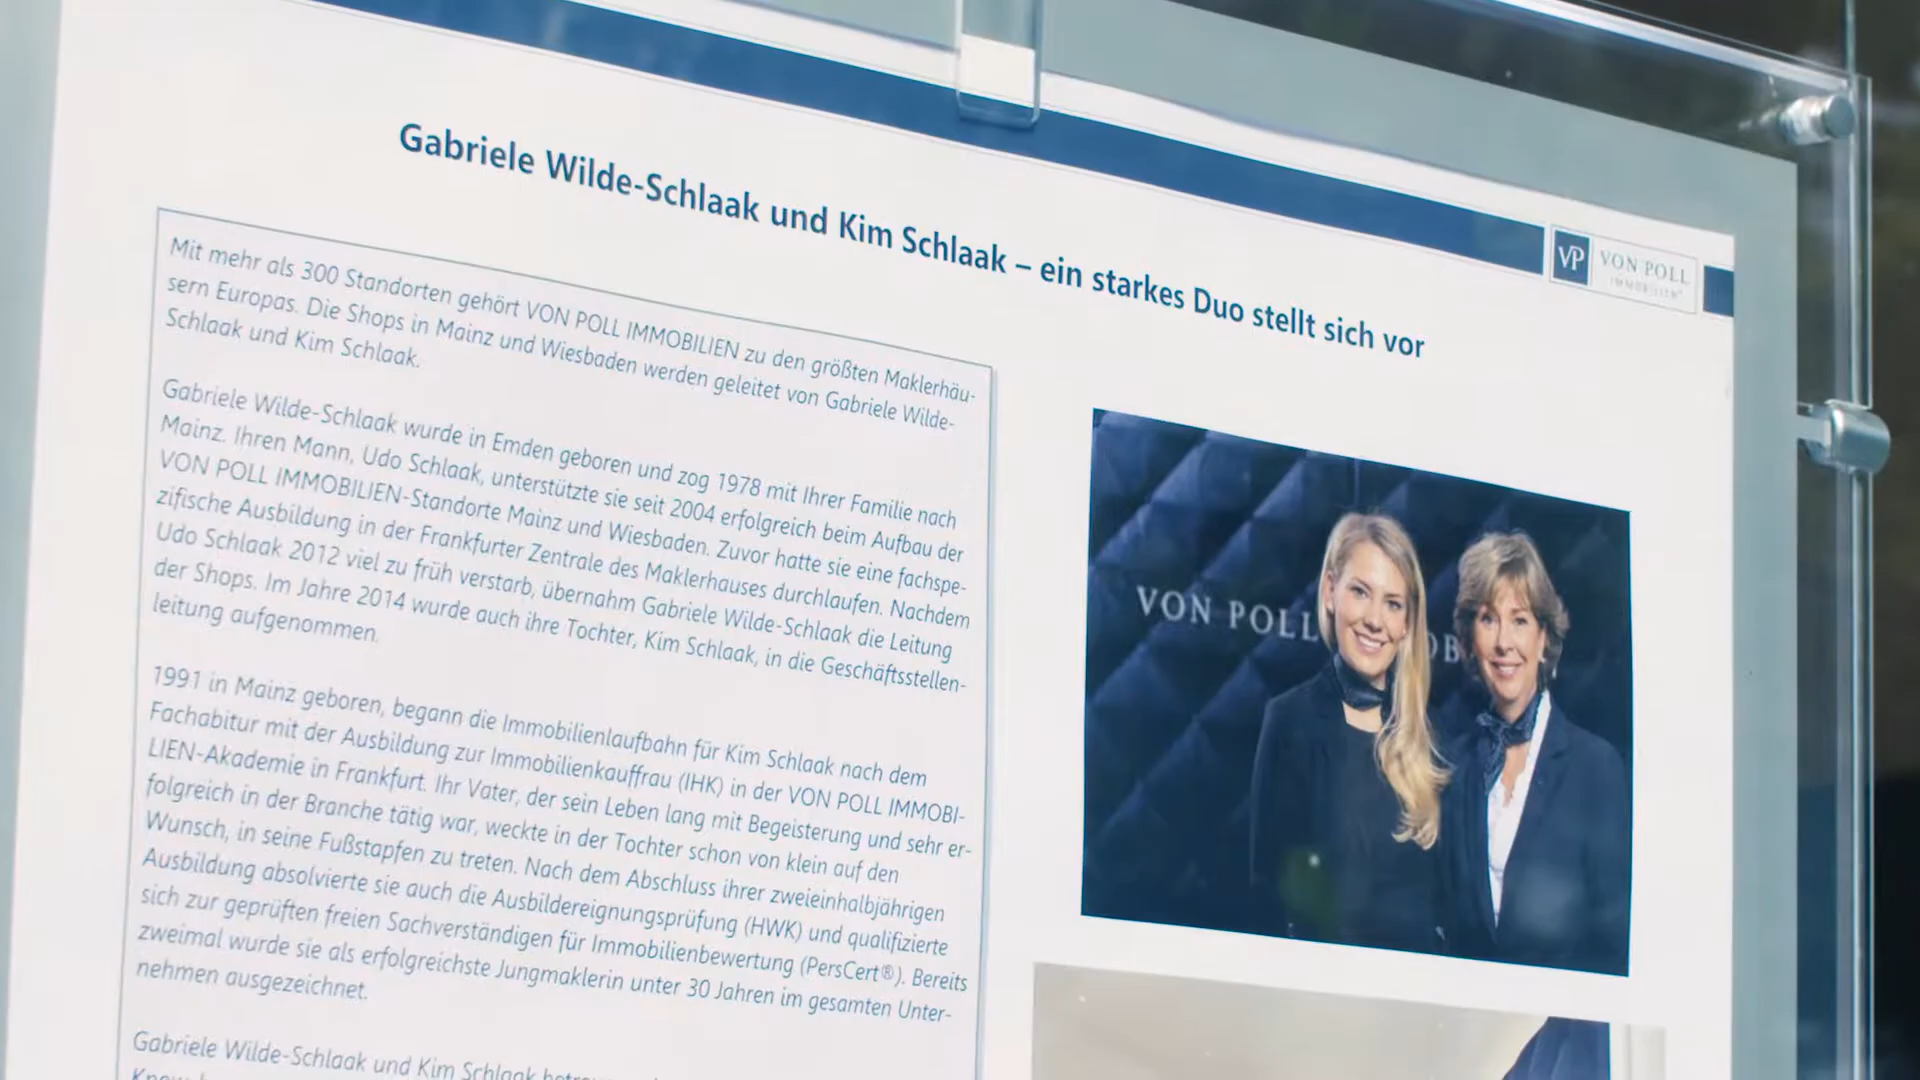 Gabriele Wilde-Schlaak und Kim Schlaak – ein starkes Duo stellt sich vor
VP VON POLL
IMMOBILIEN®
Mit mehr als 300 Standorten gehört VON POLL IMMOBILIEN zu den größten Maklerhäu-
sern Europas. Die Shops in Mainz und Wiesbaden werden geleitet von Gabriele Wilde-
Schlaak und Kim Schlaak.
Gabriele Wilde-Schlaak wurde in Emden geboren und zog 1978 mit Ihrer Familie nach
Mainz. Ihren Mann, Udo Schlaak, unterstützte sie seit 2004 erfolgreich beim Aufbau der
VON POLL IMMOBILIEN-Standorte Mainz und Wiesbaden. Zuvor hatte sie eine fachspe-
zifische Ausbildung in der Frankfurter Zentrale des Maklerhauses durchlaufen. Nachdem
Udo Schlaak 2012 viel zu früh verstarb, übernahm Gabriele Wilde-Schlaak die Leitung
der Shops. Im Jahre 2014 wurde auch ihre Tochter, Kim Schlaak, in die Geschäftsstellen-
leitung aufgenommen.
1991 in Mainz geboren, begann die Immobilienlaufbahn für Kim Schlaak nach dem
Fachabitur mit der Ausbildung zur Immobilienkauffrau (IHK) in der VON POLL IMMOBI-
LIEN-Akademie in Frankfurt. Ihr Vater, der sein Leben lang mit Begeisterung und sehr er-
folgreich in der Branche tätig war, weckte in der Tochter schon von klein auf den
Wunsch, in seine Fußstapfen zu treten. Nach dem Abschluss ihrer zweieinhalbjährigen
Ausbildung absolvierte sie auch die Ausbildereignungsprüfung (HWK) und qualifizierte
sich zur geprüften freien Sachverständigen für Immobilienbewertung (PersCert®). Bereits
zweimal wurde sie als erfolgreichste Jungmaklerin unter 30 Jahren im gesamten Unter-
nehmen ausgezeichnet.
Gabriele Wilde-Schlaak und Kim Schlaak
VON POLL OB